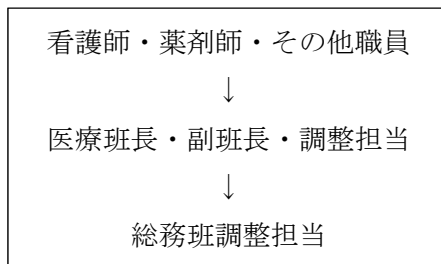 看護師・薬剤師・その他職員
↓
医療班長・副班長・調整担当
↓
総務班調整担当